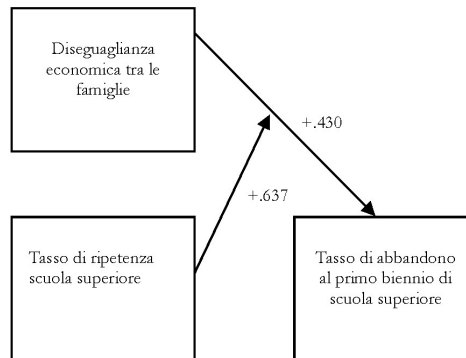 Diseguaglianza
economica tra le
famiglie
+.430
+.637
Tasso di ripetenza
scuola superiore
Tasso di abbandono
al primo biennio di
scuola superiore